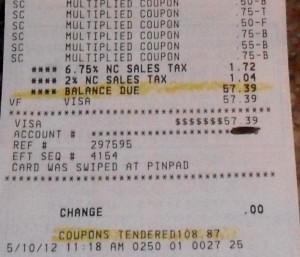 SC MULTIPLIED COUPON .50-B
SC MULTIPLIED COUPON .75-T
SC MULTIPLIED COUPON .50-F
SC MULTIPLIED COUPON .75-B
SC MULTIPLIED COUPON .55-B
SC MULTIPLIED COUPON .75-B
#### 6.75% NC SALES TAX 1.72
#### 2% NC SALES TAX 1.04
#### BALANCE DUE 57.39
VF VISA 57.39
VISA $$$$$$$57.39
ACCOUNT #
REF # 297595
EFT SEQ # 4154
CARD WAS SWIPED AT PINPAD
CHANGE .00
COUPONS TENDERED108.87
5/10/12 11:18 AM 0250 01 0027 25